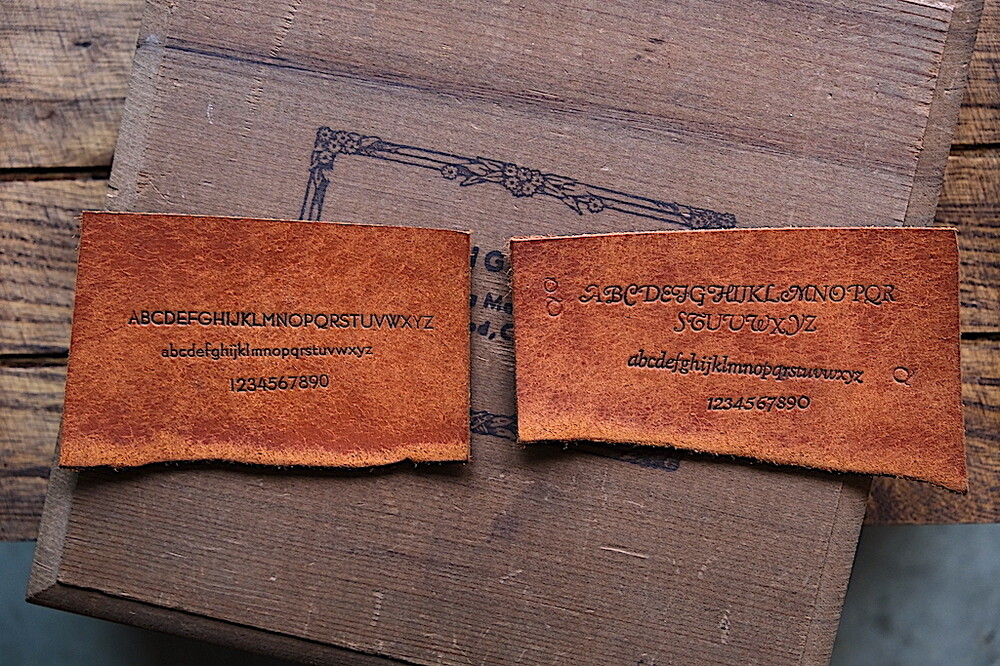 ABCDEFGHIJKLMNOPQRSTUVWXYZ
abcdefghijklmnopqrstuvwxyz
1234567890
ABCDEFGHIJKLMNOPQR
STUVWXYZ
abcdefghijklmnopqrstuvwxyz
Q
1234567890